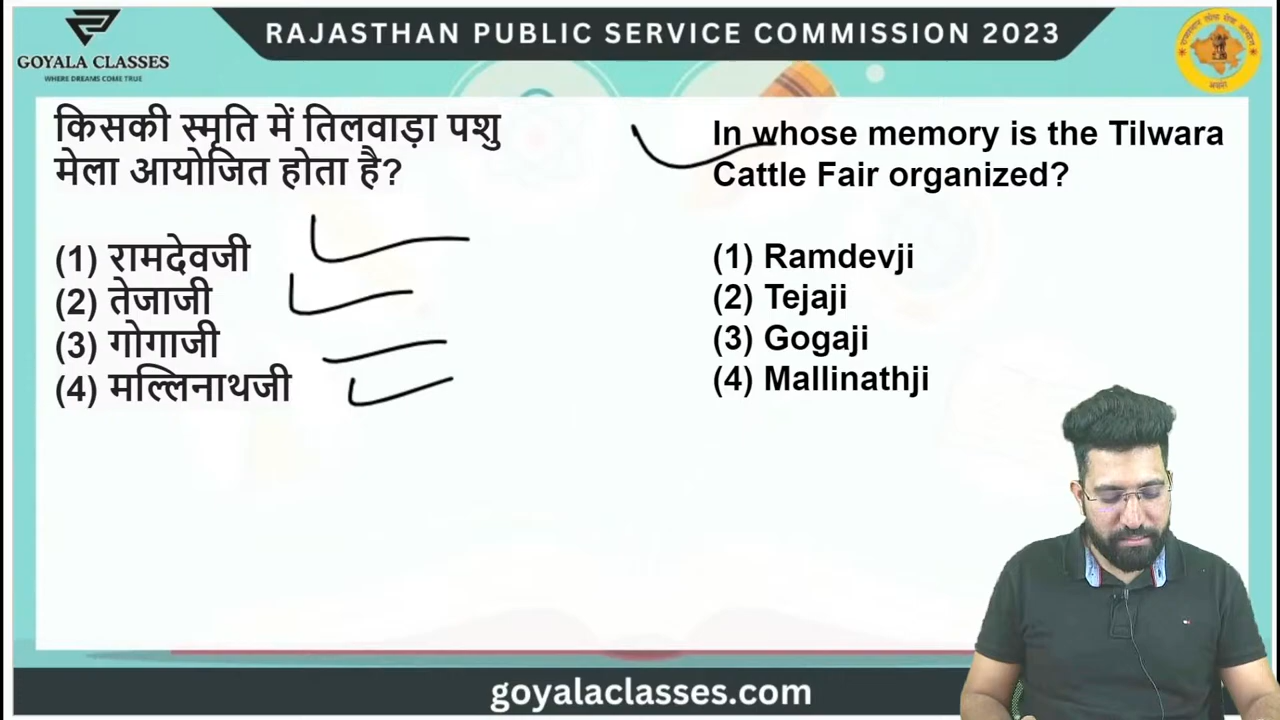 RAJASTHAN PUBLIC SERVICE COMMISSION 2023
GOYALA CLASSES
WHERE DREAMS COME TRUE
किसकी स्मृति में तिलवाड़ा पशु
मेला आयोजित होता है?
(1) रामदेवजी
(2) तेजाजी
(3) गोगाजी
(4) मल्लिनाथजी
In whose memory is the Tilwara
Cattle Fair organized?
(1) Ramdevji
(2) Tejaji
(3) Gogaji
(4) Mallinathji
goyalaclasses.com